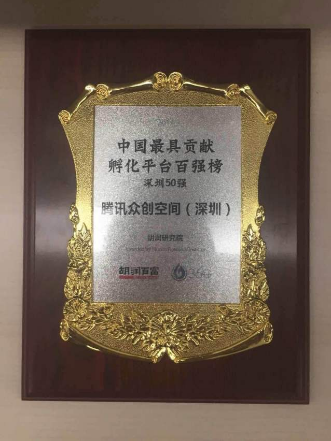 中国最具贡献
孵化平台百强榜
深圳50强
腾讯众创空间（深圳）
胡润研究院
胡润百富